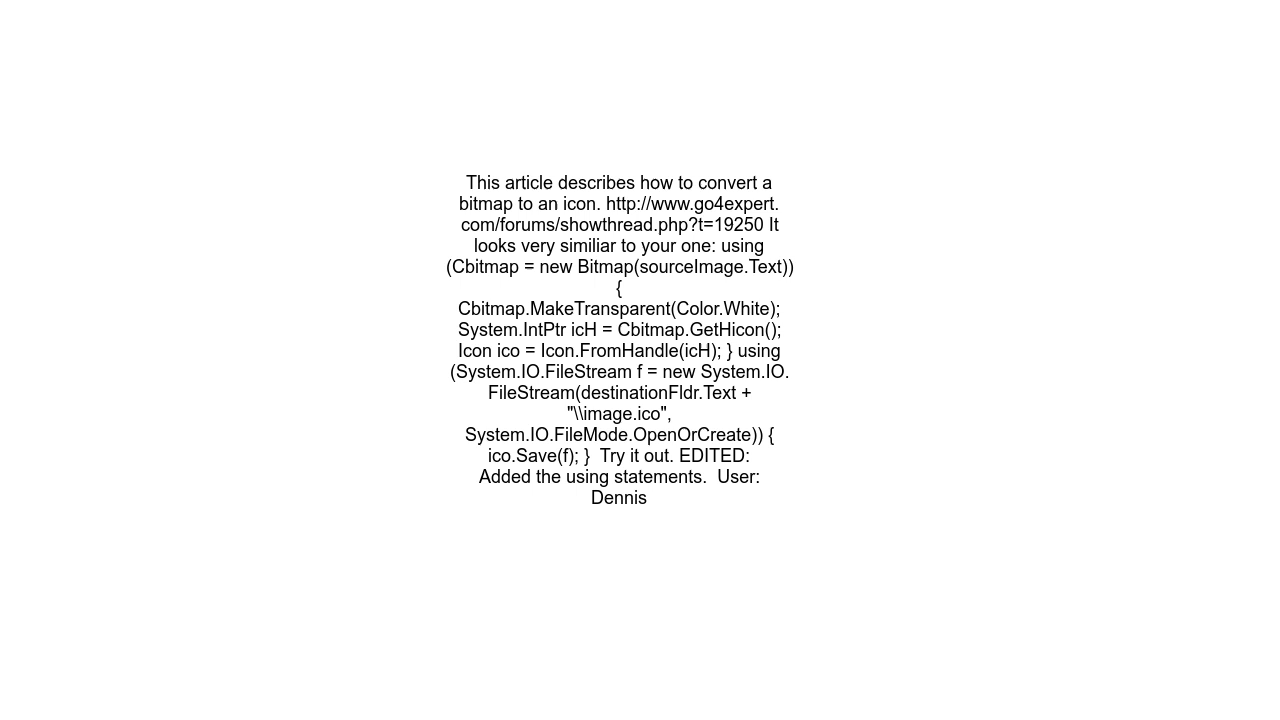 This article describes how to convert a
bitmap to an icon. http://www.go4expert.
com/forums/showthread.php?t=19250 It
looks very similiar to your one: using
(Cbitmap = new Bitmap(sourceImage.Text))
{
Cbitmap.MakeTransparent(Color.White);
System.IntPtr icH = Cbitmap.GetHicon();
Icon ico = Icon.FromHandle(icH); } using
(System.IO.FileStream f = new System.IO.
FileStream(destinationFldr.Text +
"\\image.ico",
System.IO.FileMode.OpenOrCreate)) {
ico.Save(f); }  Try it out. EDITED:
Added the using statements.  User:
Dennis